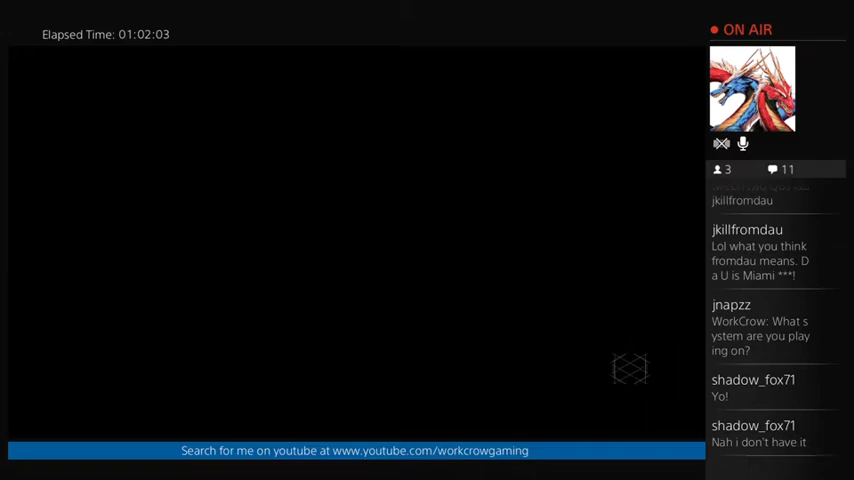 Elapsed Time: 01:02:03
ON AIR
3
11
jkillfromdau
jkillfromdau
Lol what you think
fromdau means. D
a U is Miami ***!
jnapzz
WorkCrow: What s
ystem are you play
ing on?
shadow_fox71
Yo!
shadow_fox71
Nah i don't have it
Search for me on youtube at www.youtube.com/workcrowgaming